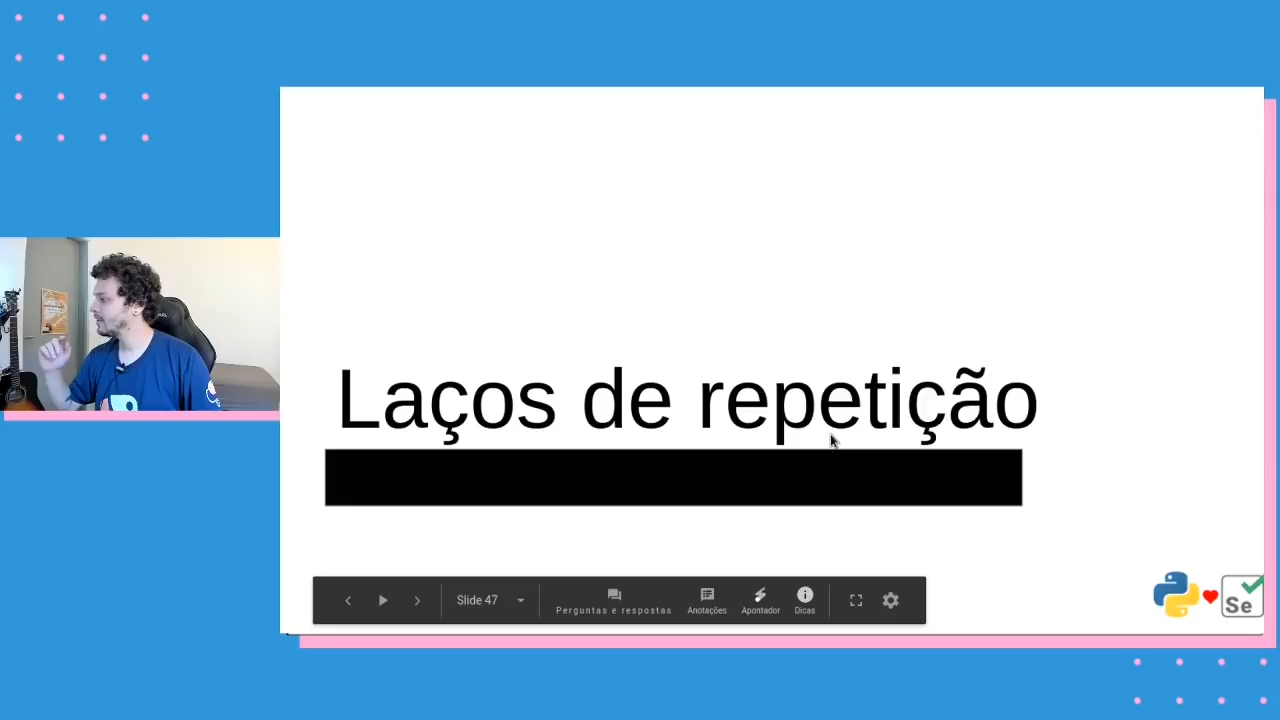 Laços de repetição
Slide 47
Perguntas e respostas
Anotações
Apontador
Dicas
Se